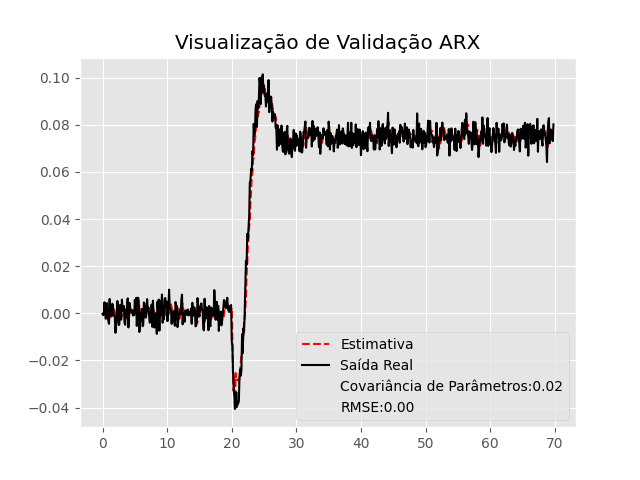 Visualização de Validação ARX
0.10
0.08
0.06
0.04
0.02
0.00
−0.02
−0.04
Estimativa
Saída Real
Covariância de Parâmetros:0.02
RMSE:0.00
0 10 20 30 40 50 60 70